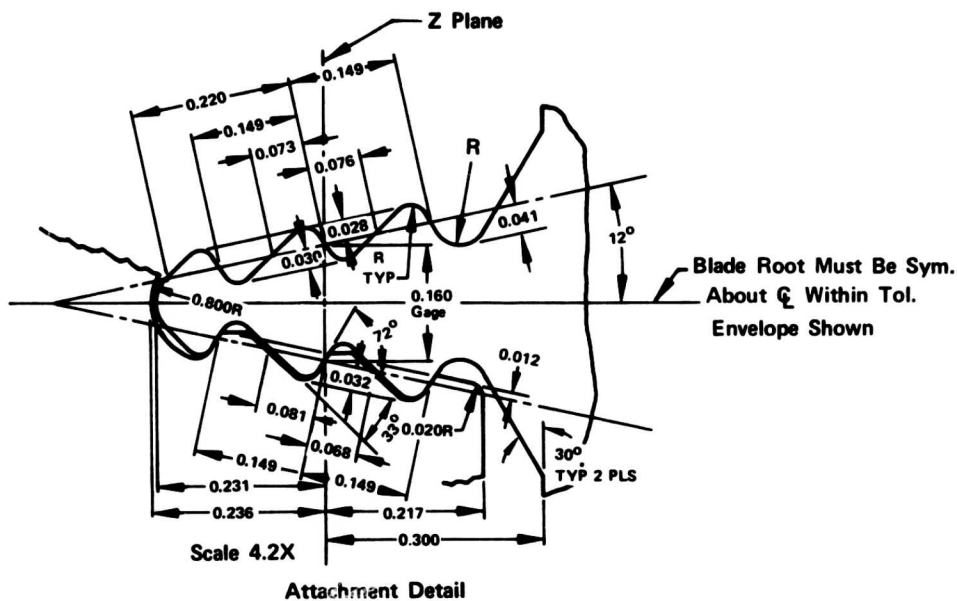 Z Plane
0.149
0.220
0.149
0.073
0.076
R
0.028
0.041
12°
0.030
R
TYP
Blade Root Must Be Sym.
About ℄ Within Tol.
Envelope Shown
0.800R
0.160
Gage
72°
0.012
0.032
0.081
33°
0.020R
0.068
30°
TYP 2 PLS
0.149
0.149
0.231
0.217
0.236
0.300
Scale 4.2X
Attachment Detail